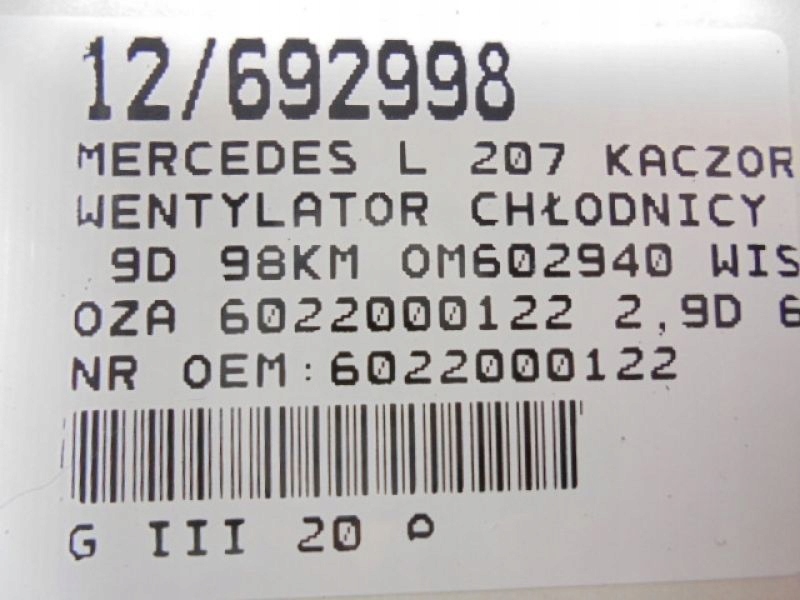 12/692998
MERCEDES L 207 KACZOR
WENTYLATOR CHŁODNICY
9D 98KM OM602940 WIS
OZA 6022000122 2,9D 6
NR OEM:6022000122
G III 20 P